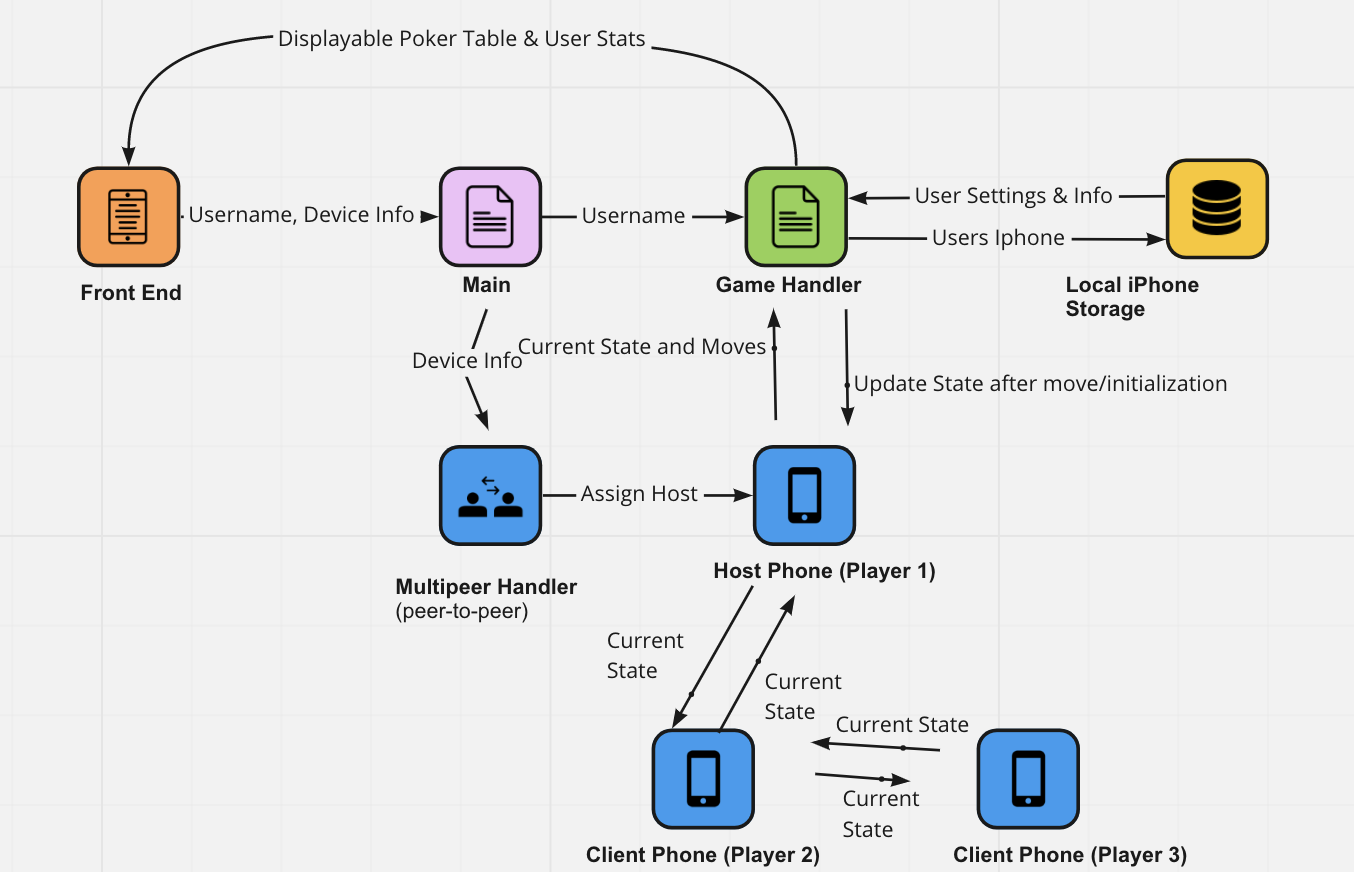 Displayable Poker Table & User Stats
Username, Device Info
Username
User Settings & Info
Users Iphone
Front End
Main
Game Handler
Local iPhone
Storage
Device Info
Current State and Moves
Update State after move/initialization
Assign Host
Multipeer Handler
(peer-to-peer)
Host Phone (Player 1)
Current
State
Current
State
Current State
Current
State
Client Phone (Player 2)
Client Phone (Player 3)